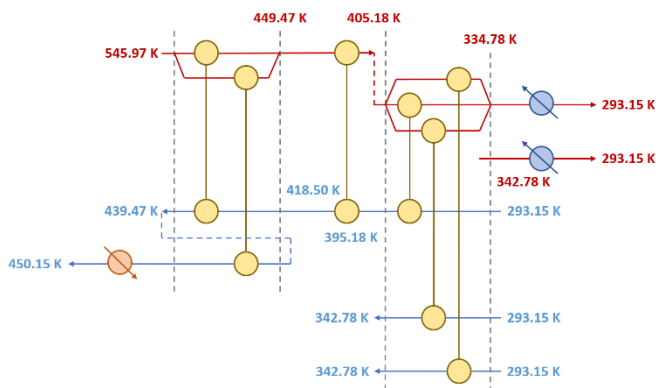 449.47 K
405.18 K
334.78 K
545.97 K
293.15 K
293.15 K
342.78 K
418.50 K
439.47 K
293.15 K
395.18 K
450.15 K
342.78 K
293.15 K
342.78 K
293.15 K